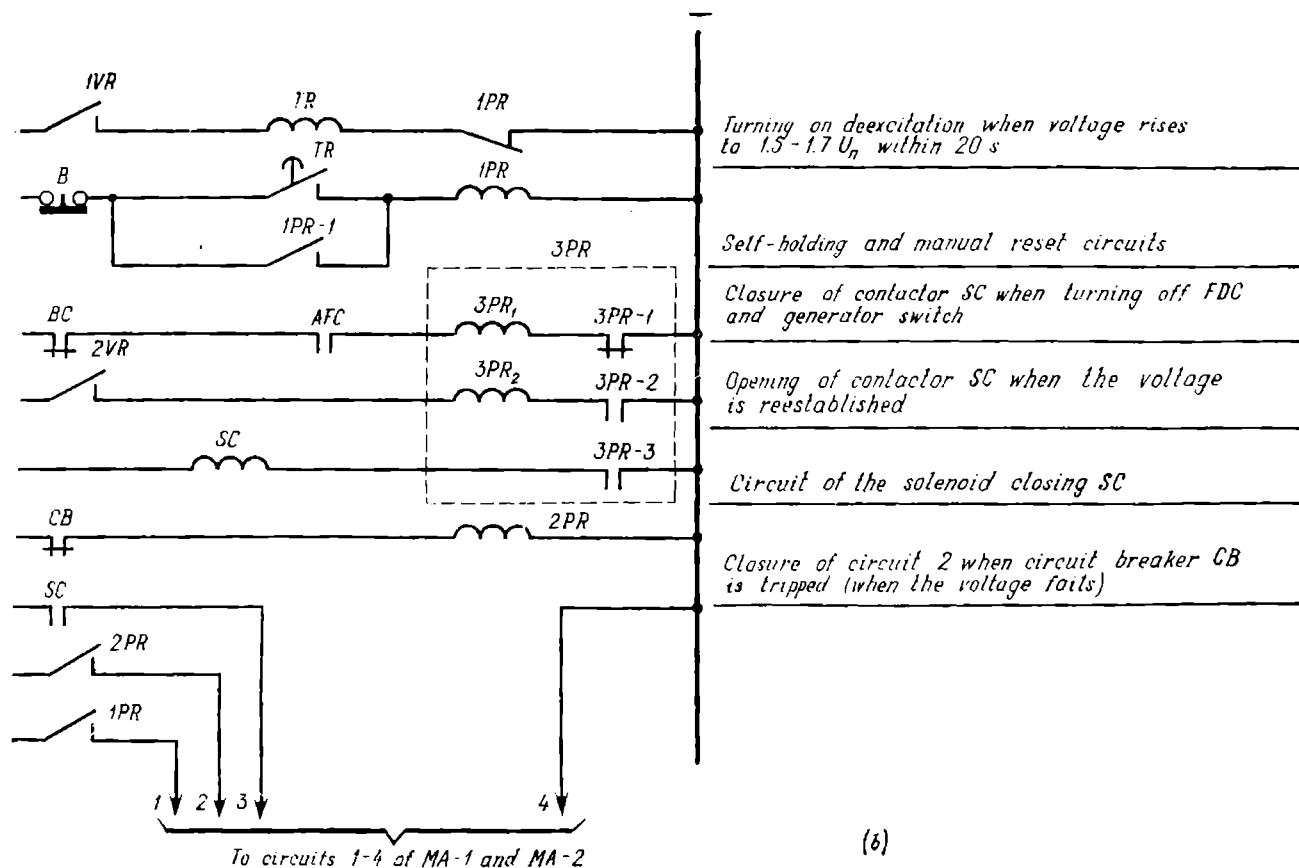 1VR
TR
1PR
Turning on deexcitation when voltage rises
to 1.5-1.7 Un within 20 s
B
TR
1PR
1PR-1
Self-holding and manual reset circuits
3PR
BC
AFC
3PR1
3PR-1
Closure of contactor SC when turning off FDC
and generator switch
2VR
3PR2
3PR-2
Opening of contactor SC when the voltage
is reestablished
SC
3PR-3
Circuit of the solenoid closing SC
CB
2PR
Closure of circuit 2 when circuit breaker CB
is tripped (when the voltage fails)
SC
2PR
1PR
1 2 3 4
To circuits 1-4 of MA-1 and MA-2
(b)